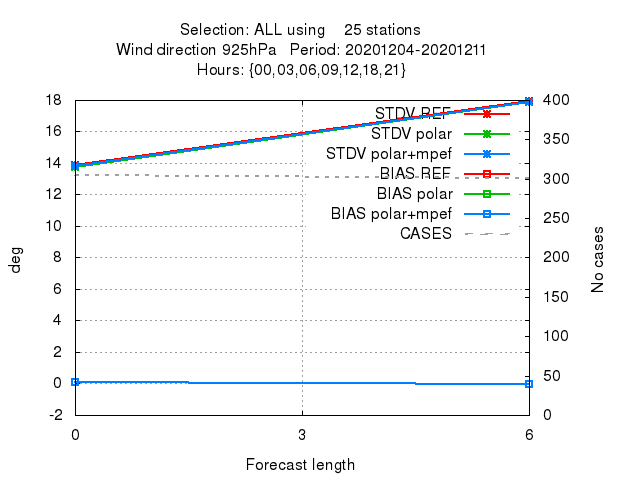 Selection: ALL using    25 stations
Wind direction 925hPa   Period: 20201204-20201211
Hours: {00,03,06,09,12,18,21}
18
16
14
12
10
8
6
4
2
0
-2
400
350
300
250
200
150
100
50
0
STDV REF
STDV polar
STDV polar+mpef
BIAS REF
BIAS polar
BIAS polar+mpef
CASES
deg
No cases
0
3
6
Forecast length